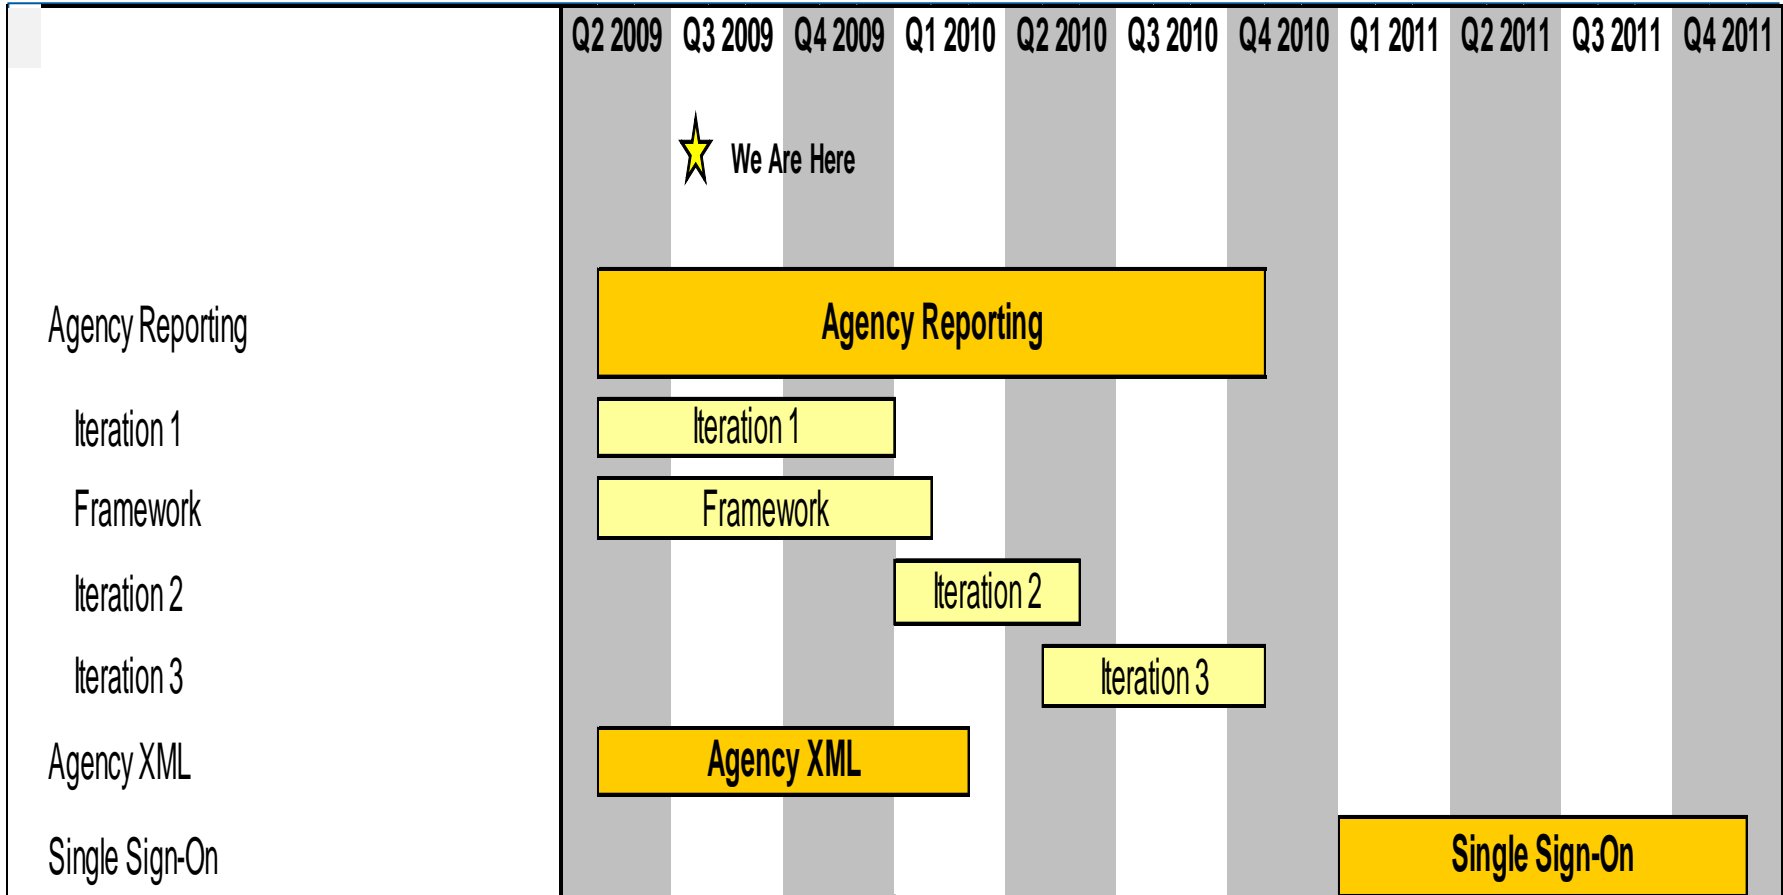 Q2 2009 Q3 2009 Q4 2009 Q1 2010 Q2 2010 Q3 2010 Q4 2010 Q1 2011 Q2 2011 Q3 2011 Q4 2011
We Are Here
Agency Reporting Agency Reporting
Iteration 1 Iteration 1
Framework Framework
Iteration 2 Iteration 2
Iteration 3 Iteration 3
Agency XML Agency XML
Single Sign-On Single Sign-On